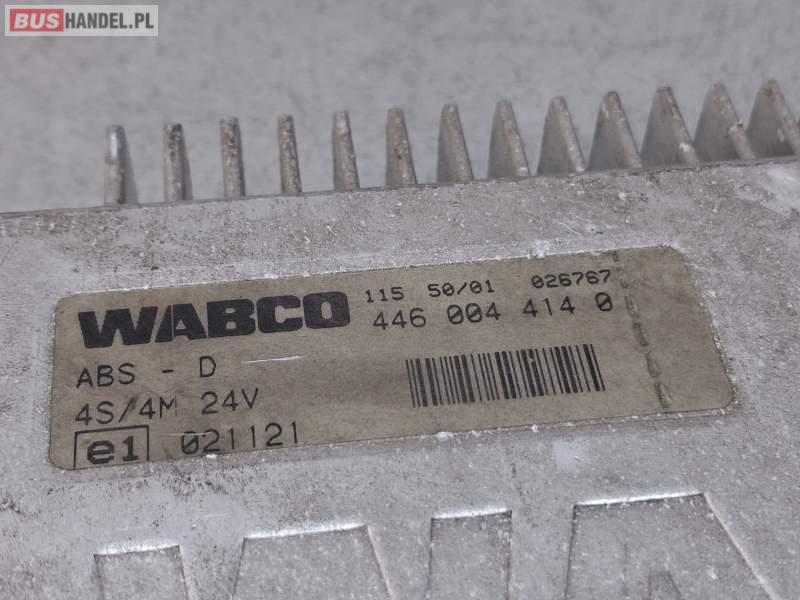 BUSHANDEL.PL
WABCO
115 50/01 026767
446 004 414 0
ABS - D
4S/4M 24V
e1 021121